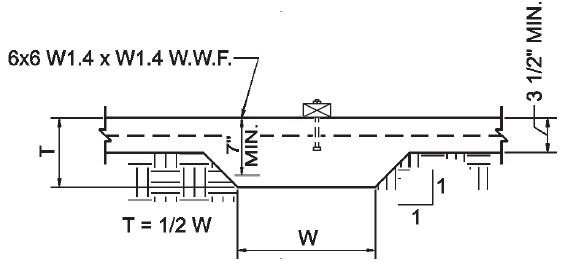 6x6 W1.4 x W1.4 W.W.F.
3 1/2" MIN.
T
7"
MIN.
1
1
T = 1/2 W
W